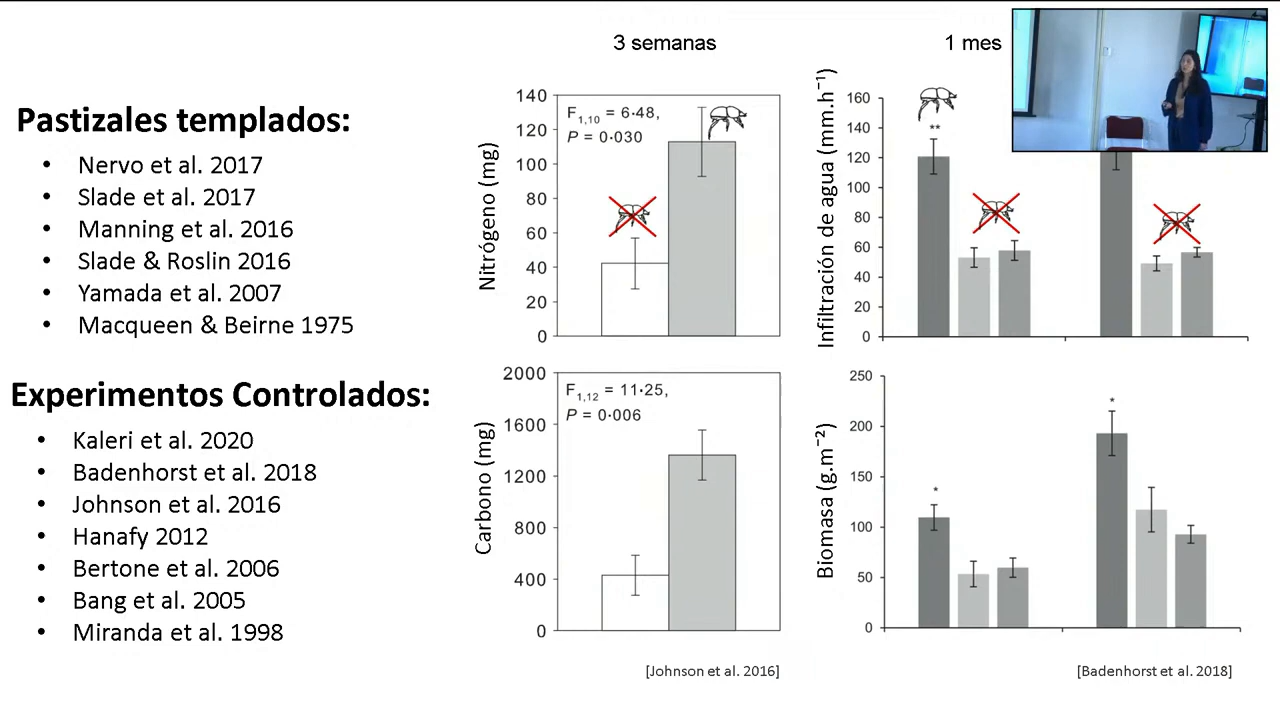 3 semanas
1 mes
Pastizales templados:
• Nervo et al. 2017
• Slade et al. 2017
• Manning et al. 2016
• Slade & Roslin 2016
• Yamada et al. 2007
• Macqueen & Beirne 1975
Experimentos Controlados:
• Kaleri et al. 2020
• Badenhorst et al. 2018
• Johnson et al. 2016
• Hanafy 2012
• Bertone et al. 2006
• Bang et al. 2005
• Miranda et al. 1998
Nitrógeno (mg)
140
120
100
80
60
40
20
0
F1,10 = 6·48,
P = 0·030
Carbono (mg)
2000
1600
1200
800
400
0
F1,12 = 11·25,
P = 0·006
[Johnson et al. 2016]
Infiltración de agua (mm.h⁻¹)
160
140
120
100
80
60
40
20
0
**
Biomasa (g.m⁻²)
250
200
150
100
50
0
*
*
[Badenhorst et al. 2018]